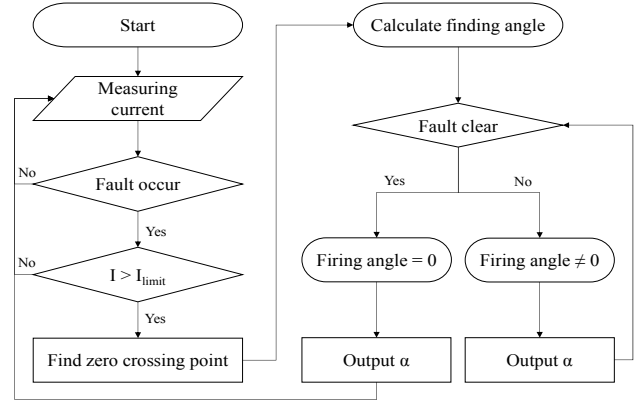 Start
Measuring
current
Fault occur
No
Yes
I > I_limit
No
Yes
Find zero crossing point
Calculate finding angle
Fault clear
Yes
No
Firing angle = 0
Firing angle ≠ 0
Output α
Output α